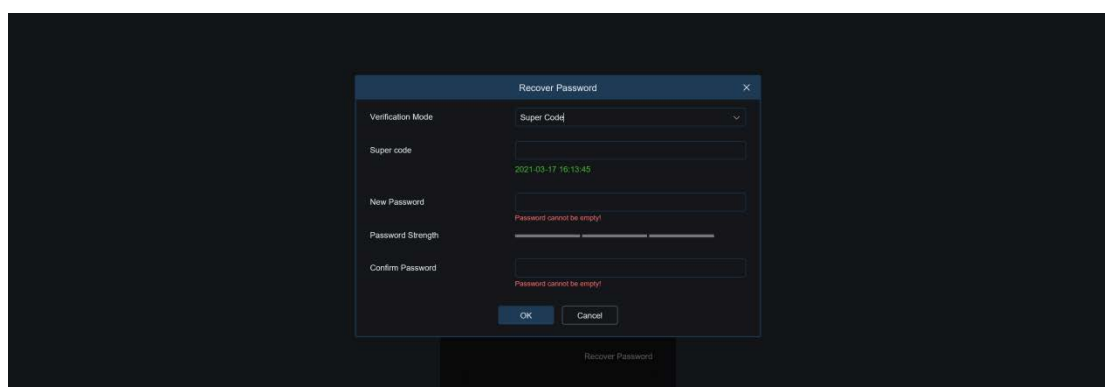 Recover Password ×
Verification Mode Super Code
Super code
2021-03-17 16:13:45
New Password
Password cannot be empty!
Password Strength
Confirm Password
Password cannot be empty!
OK Cancel
Recover Password